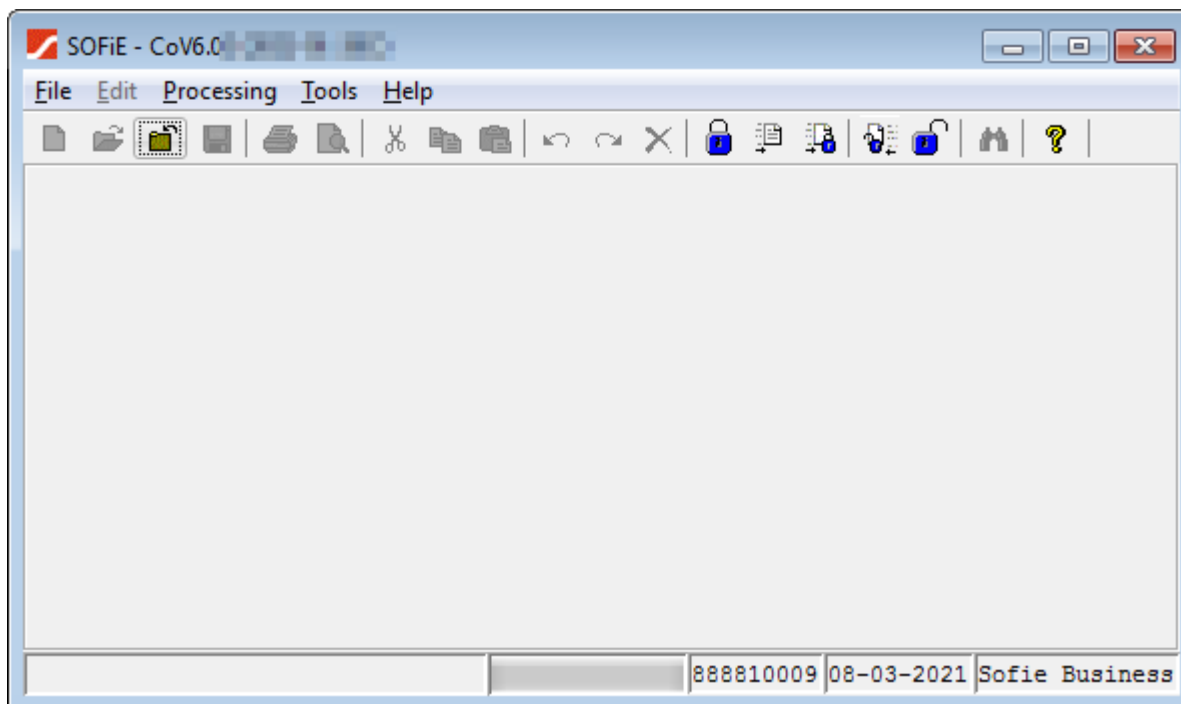 SOFiE - CoV6.0
File Edit Processing Tools Help
888810009 08-03-2021 Sofie Business